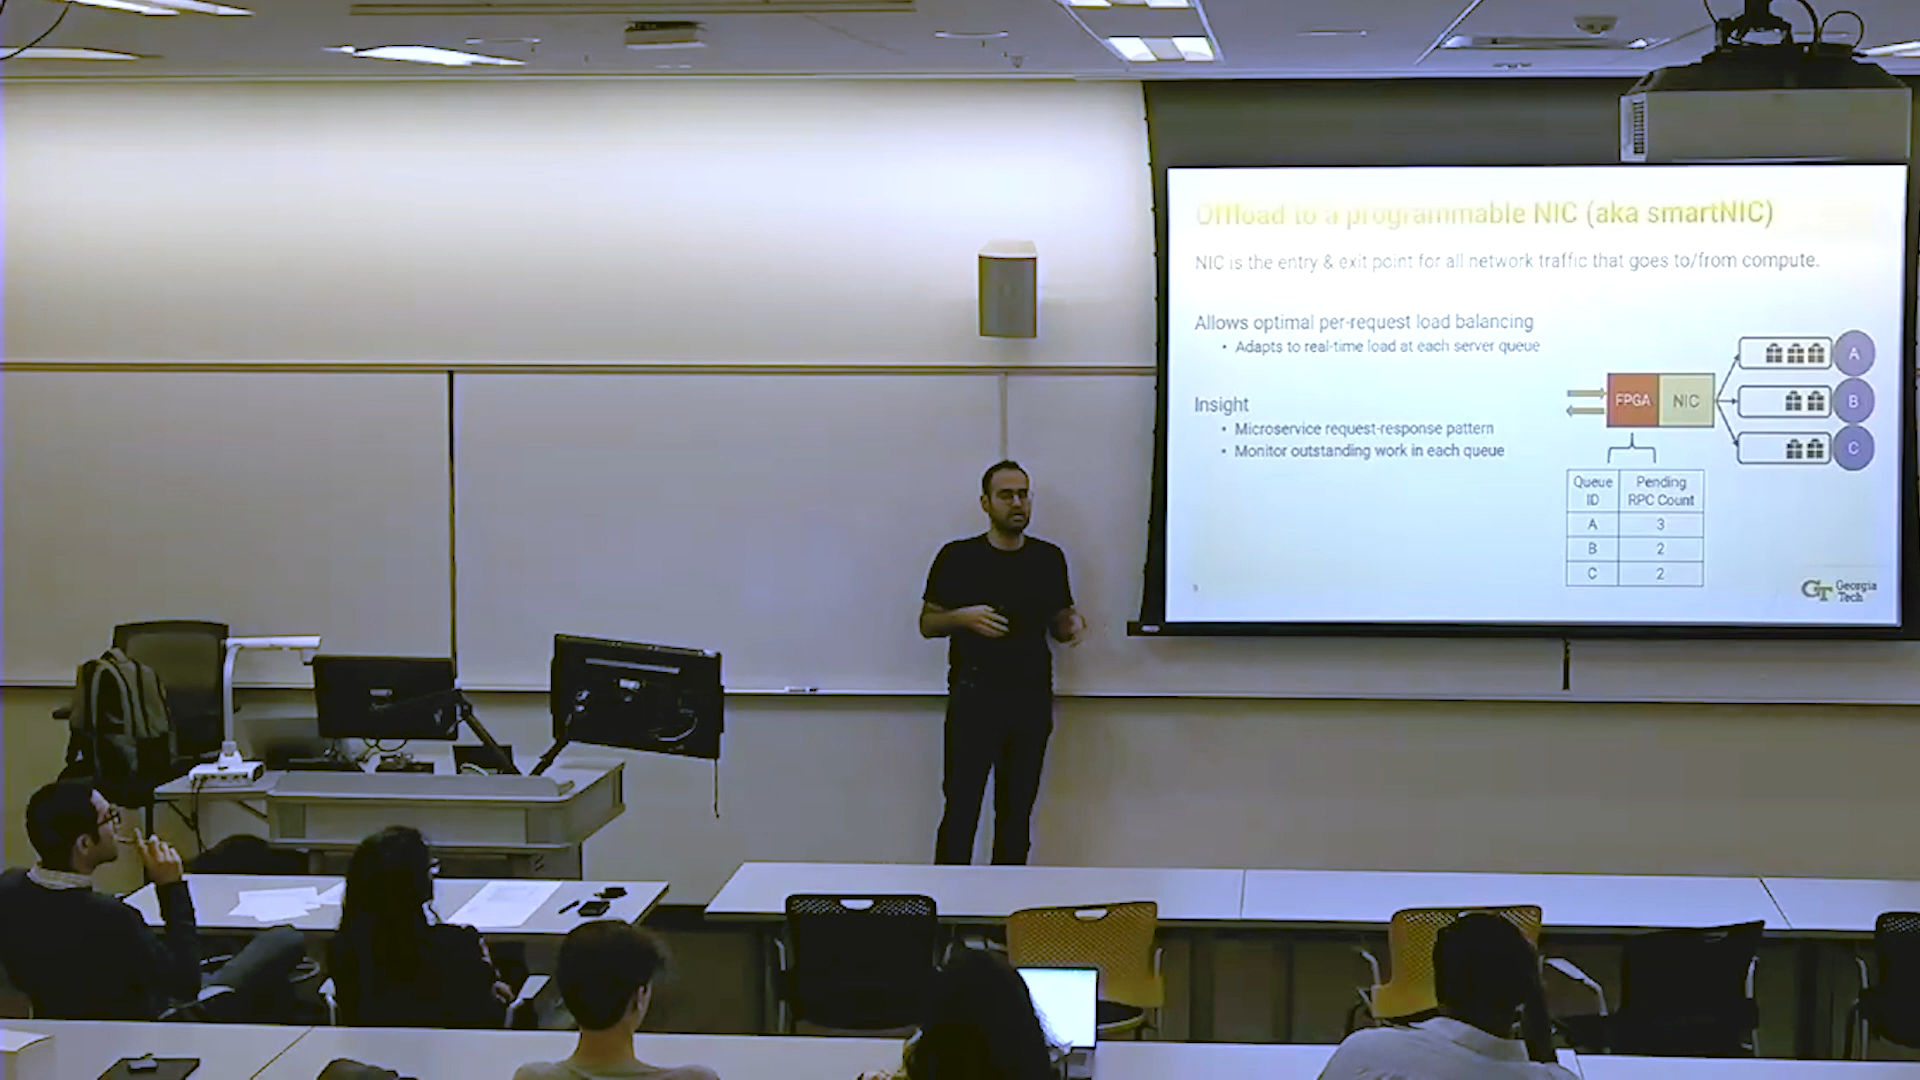 Offload to a programmable NIC (aka smartNIC)
NIC is the entry & exit point for all network traffic that goes to/from compute.
Allows optimal per-request load balancing
• Adapts to real-time load at each server queue
Insight
• Microservice request-response pattern
• Monitor outstanding work in each queue
FPGA NIC
A
B
C
Queue ID Pending RPC Count
A 3
B 2
C 2
GT Georgia Tech